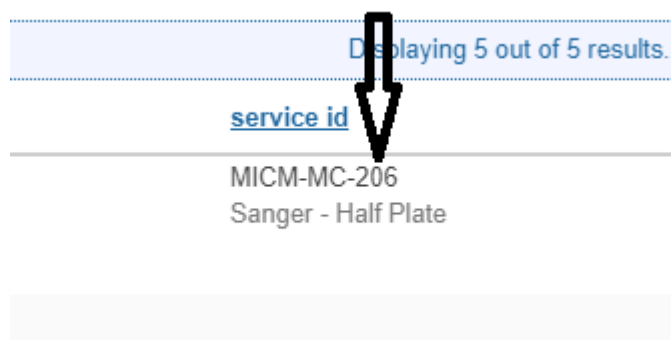 Displaying 5 out of 5 results.
service id
MICM-MC-206
Sanger - Half Plate